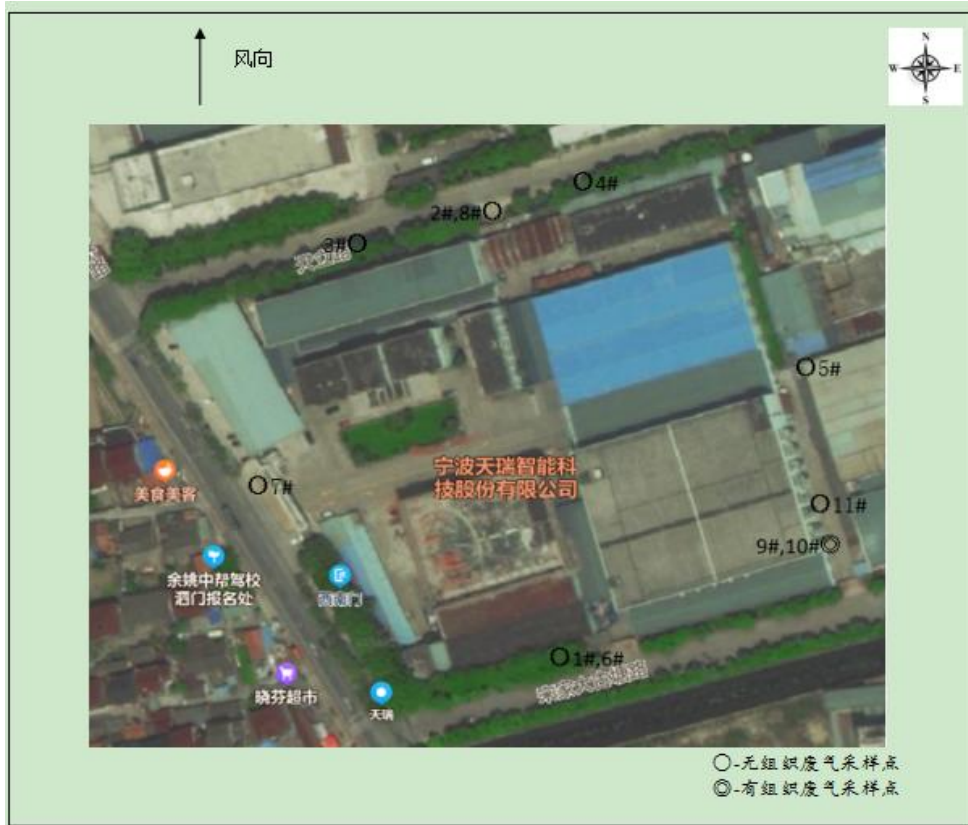 风向
N
W E
S
4#
2#,8#
3#
5#
宁波天瑞智能科
技股份有限公司
美食美客
7#
11#
9#,10#
余姚中帮驾校
泗门报名处
西南门
1#,6#
晓芬超市
天瑞
○-无组织废气采样点
◎-有组织废气采样点